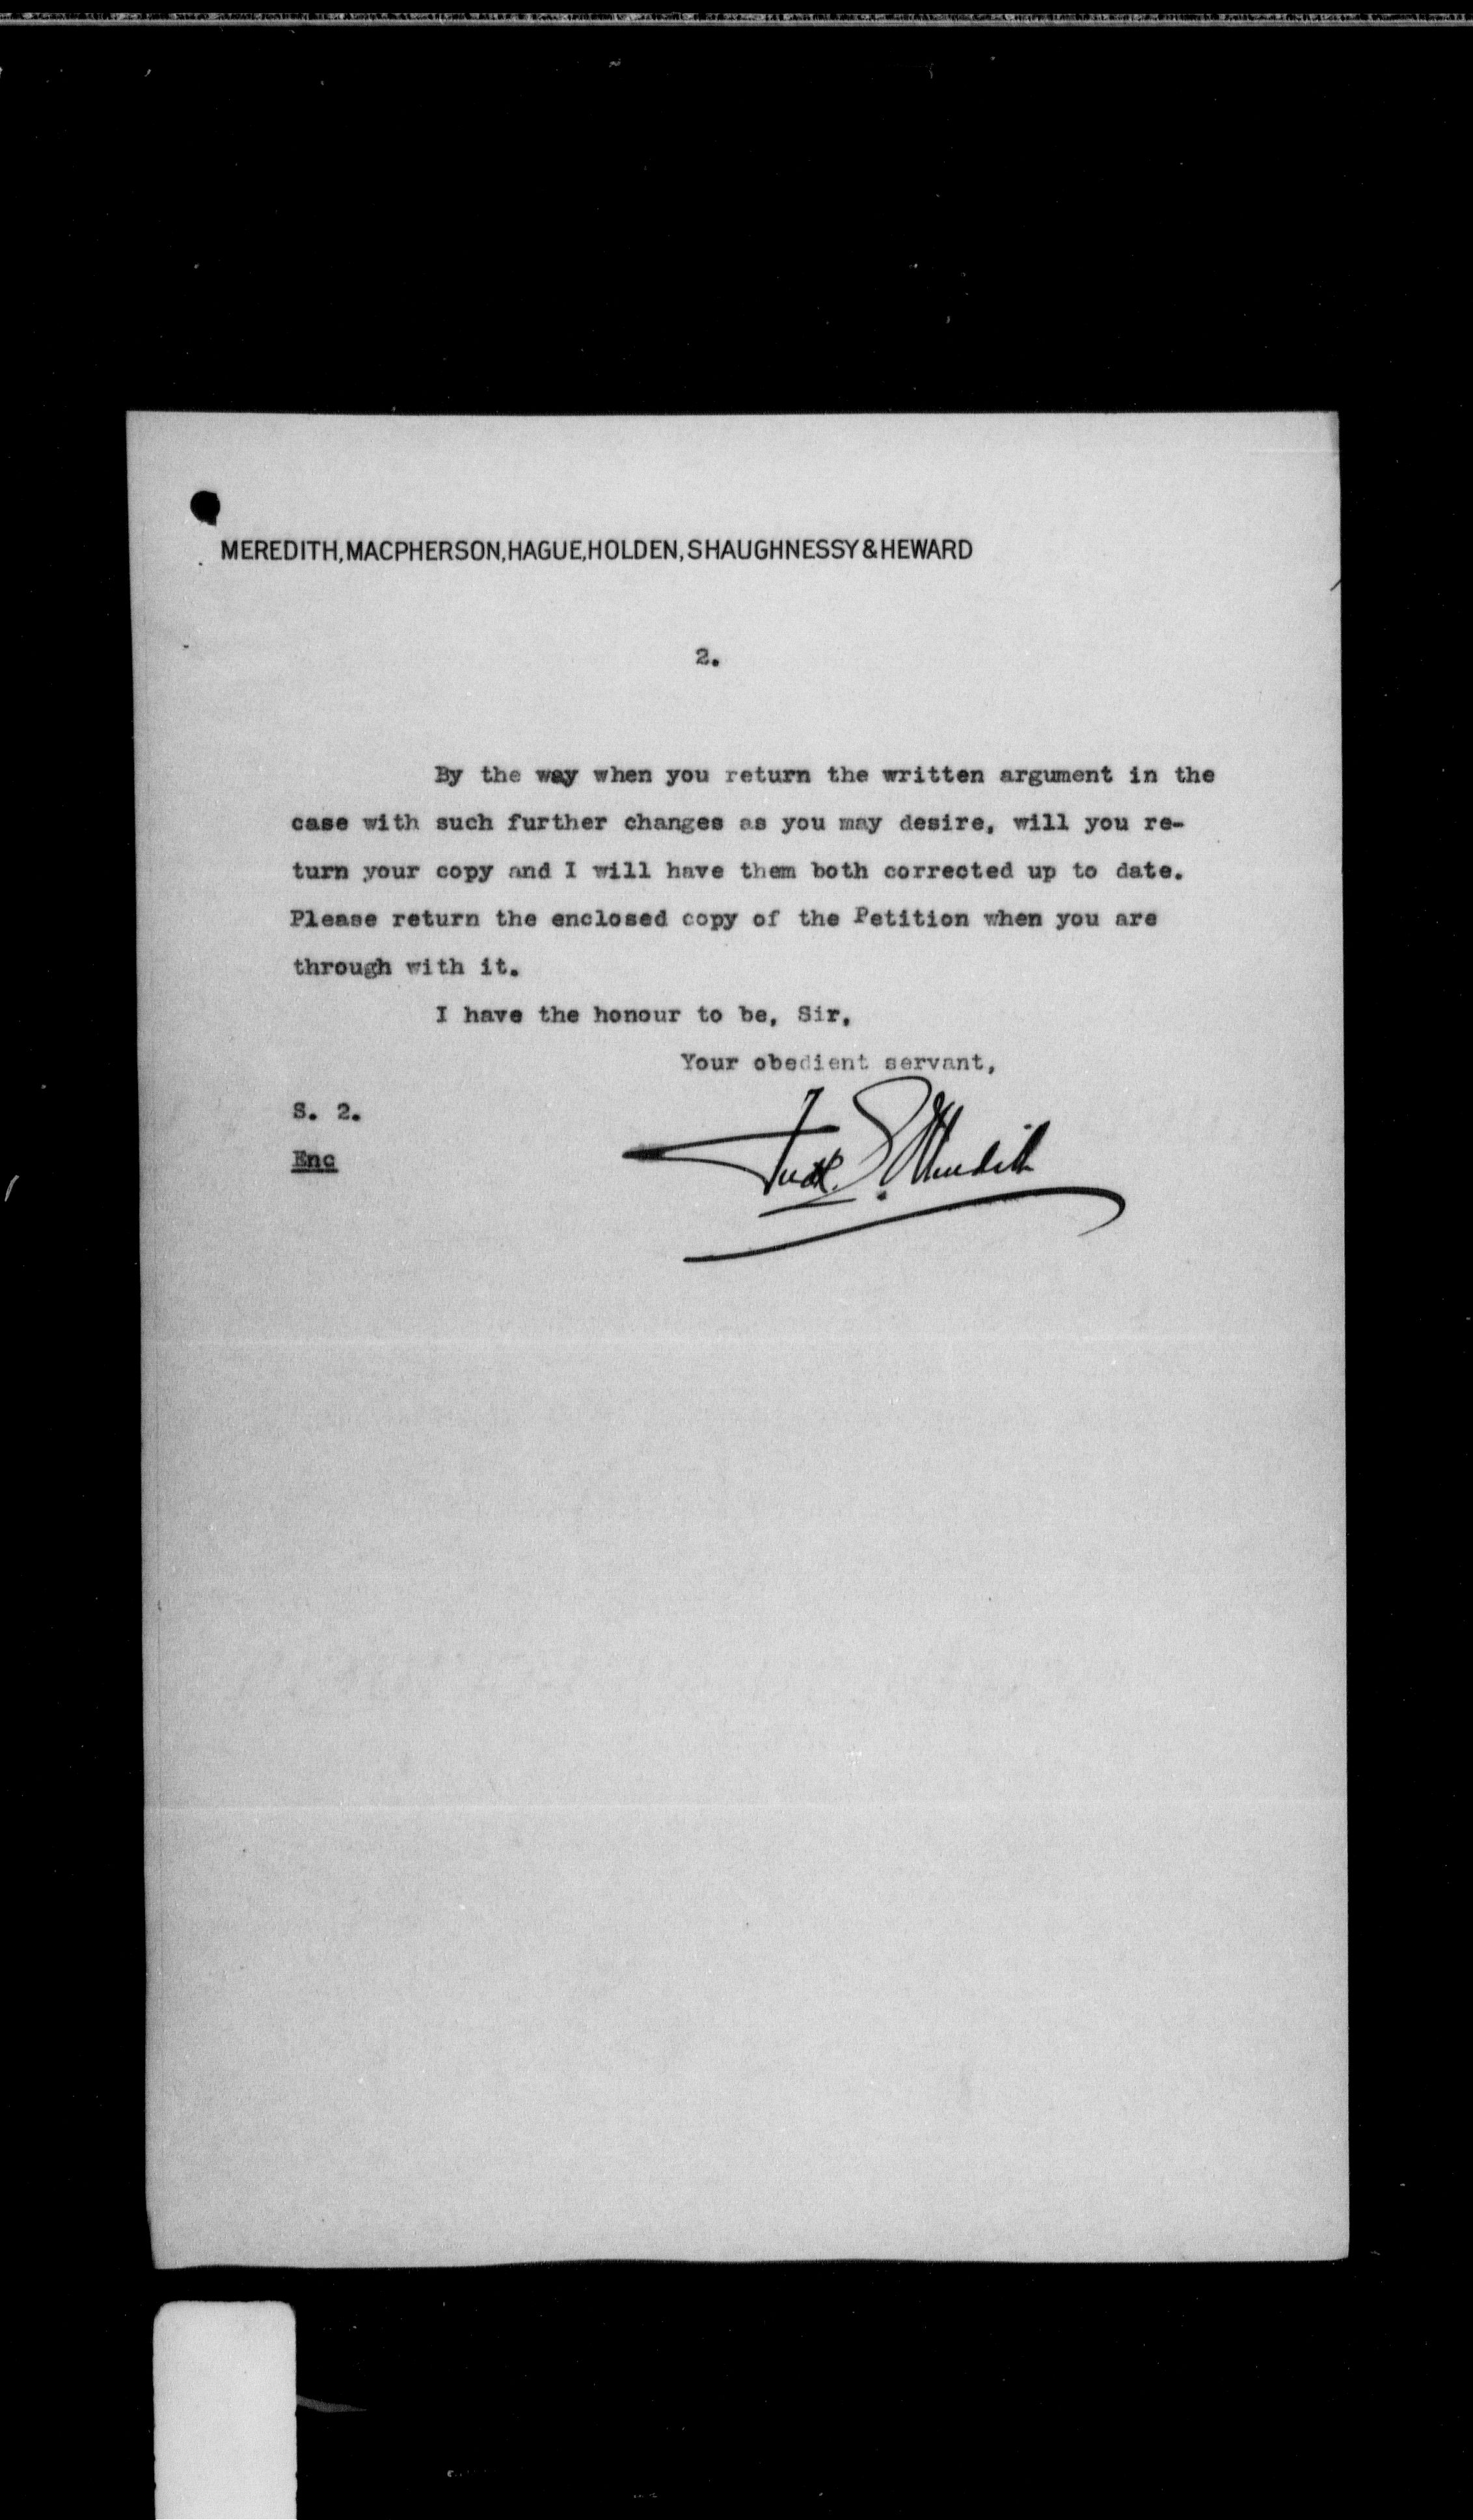 MEREDITH, MACPHERSON, HAGUE, HOLDEN, SHAUGHNESSY & HEWARD
2.
By the way when you return the written argument in the
case with such further changes as you may desire, will you re-
turn your copy and I will have them both corrected up to date.
Please return the enclosed copy of the Petition when you are
through with it.
I have the honour to be, Sir,
Your obedient servant,
S. 2.
Fredk. E. Meredith
Enc